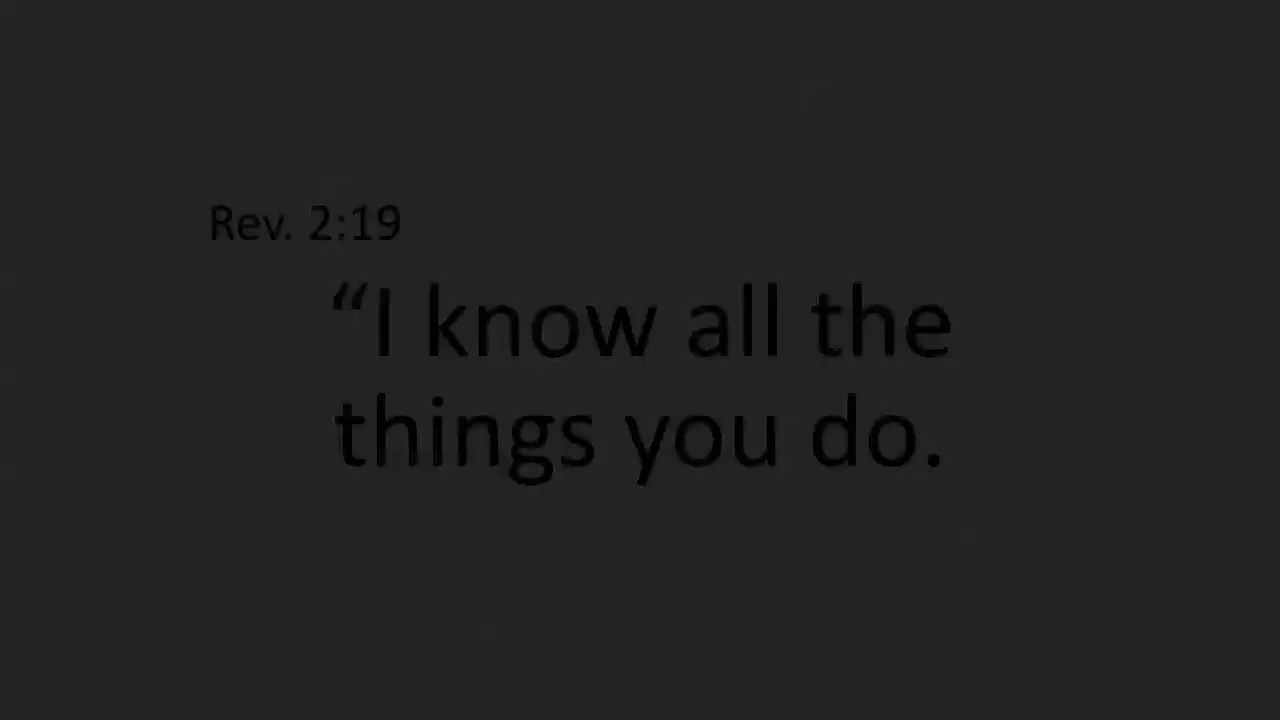 Rev. 2:19
“I know all the
things you do.